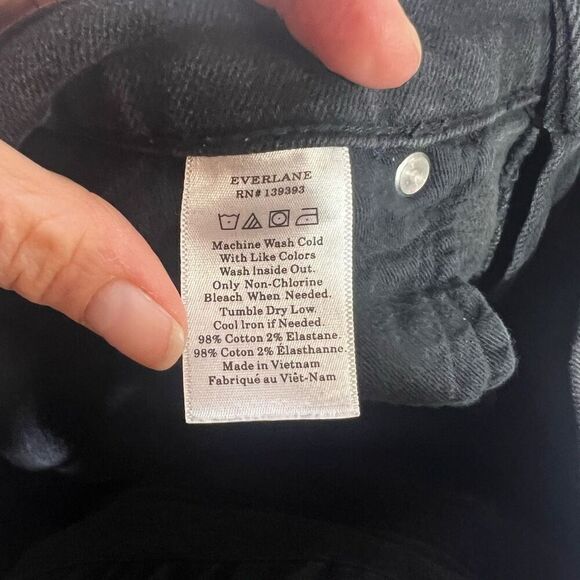 EVERLANE
RN# 139393
Machine Wash Cold
With Like Colors
Wash Inside Out.
Only Non-Chlorine
Bleach When Needed.
Tumble Dry Low.
Cool Iron if Needed.
98% Cotton 2% Elastane.
98% Cotton 2% Élasthanne.
Made in Vietnam
Fabriqué au Viêt-Nam